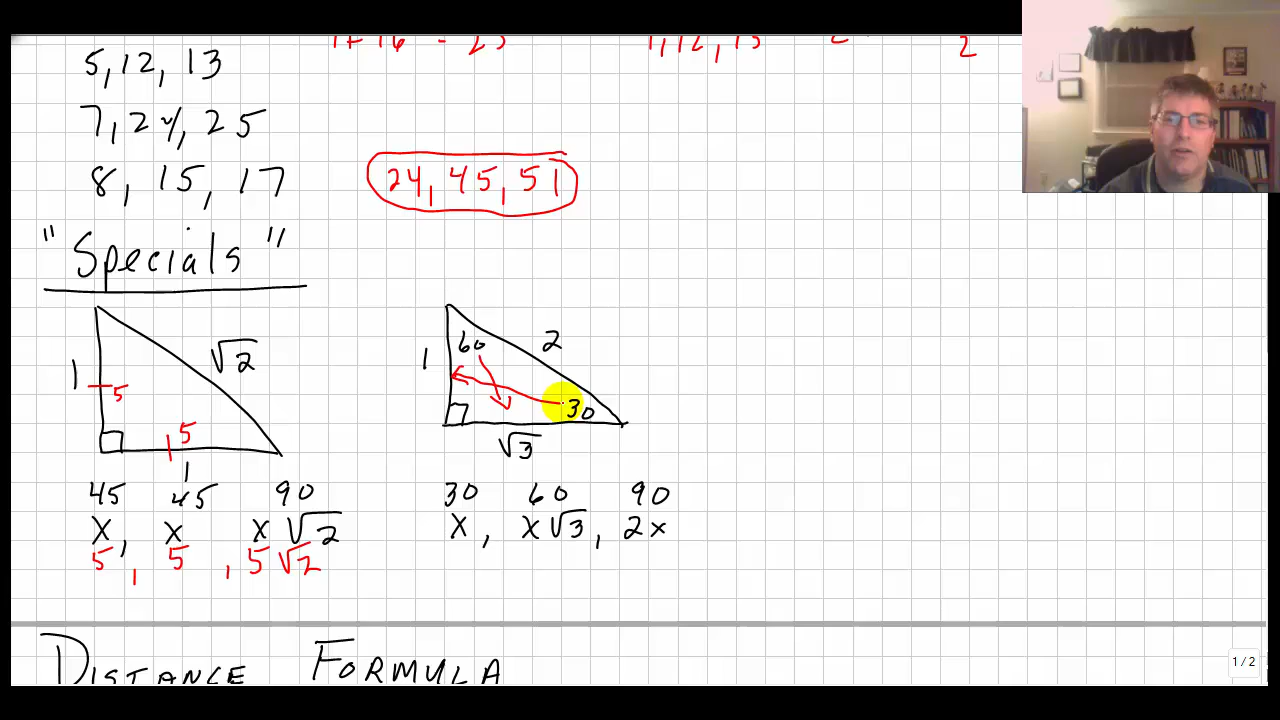 5, 12, 13
7, 24, 25
8, 15, 17
24, 45, 51
"Specials"
1
5
5
1
√2
60
2
1
30
√3
45 45 90
x, x x√2
5, 5, 5√2
30 60 90
x, x√3, 2x
DISTANCE FORMULA
1/2